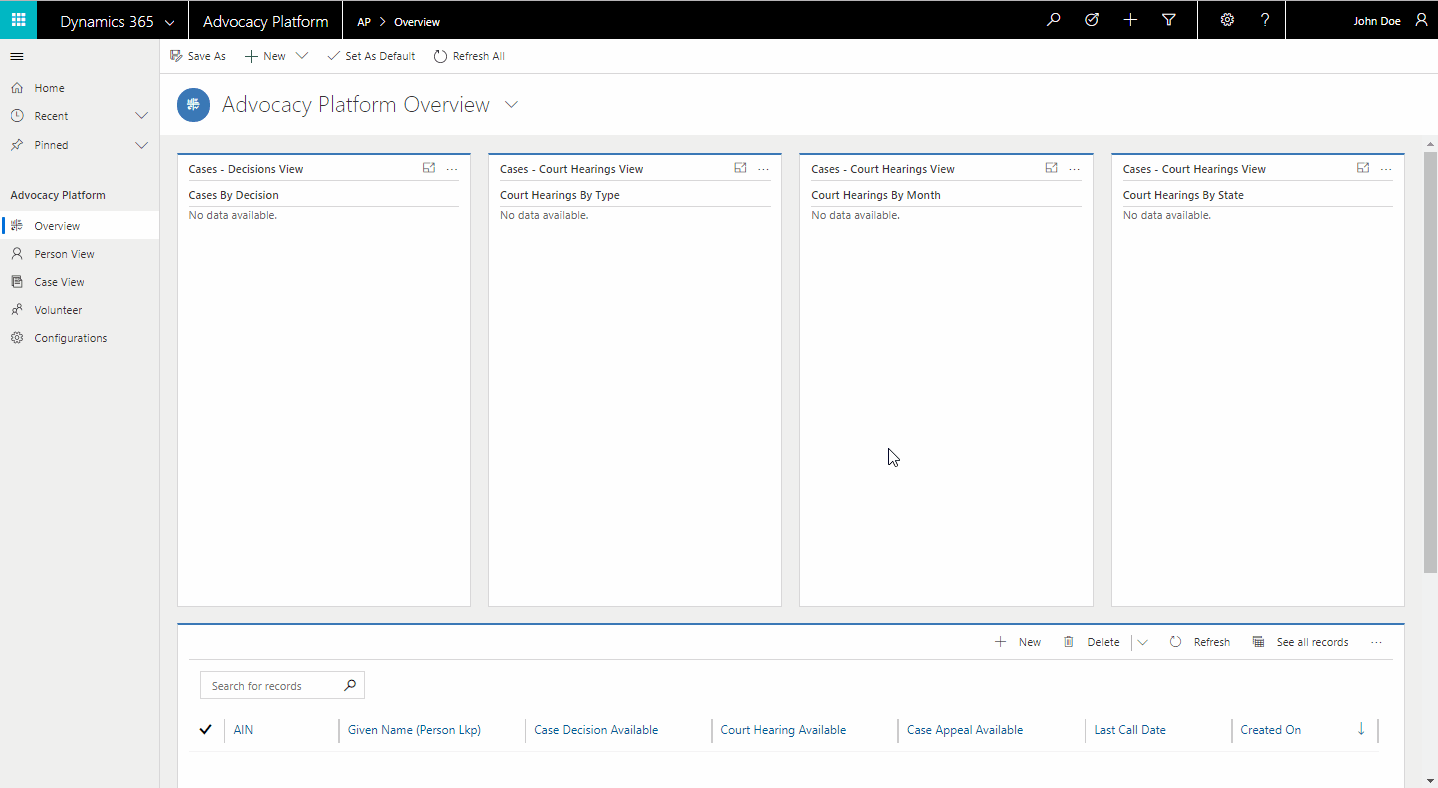 Dynamics 365 Advocacy Platform AP > Overview ? John Doe
Save As New Set As Default Refresh All
Home
Recent
Pinned
Advocacy Platform
Overview
Person View
Case View
Volunteer
Configurations
Advocacy Platform Overview
Cases - Decisions View ...
Cases By Decision
No data available.
Cases - Court Hearings View ...
Court Hearings By Type
No data available.
Cases - Court Hearings View ...
Court Hearings By Month
No data available.
Cases - Court Hearings View ...
Court Hearings By State
No data available.
New Delete Refresh See all records ...
Search for records
AIN Given Name (Person Lkp) Case Decision Available Court Hearing Available Case Appeal Available Last Call Date Created On